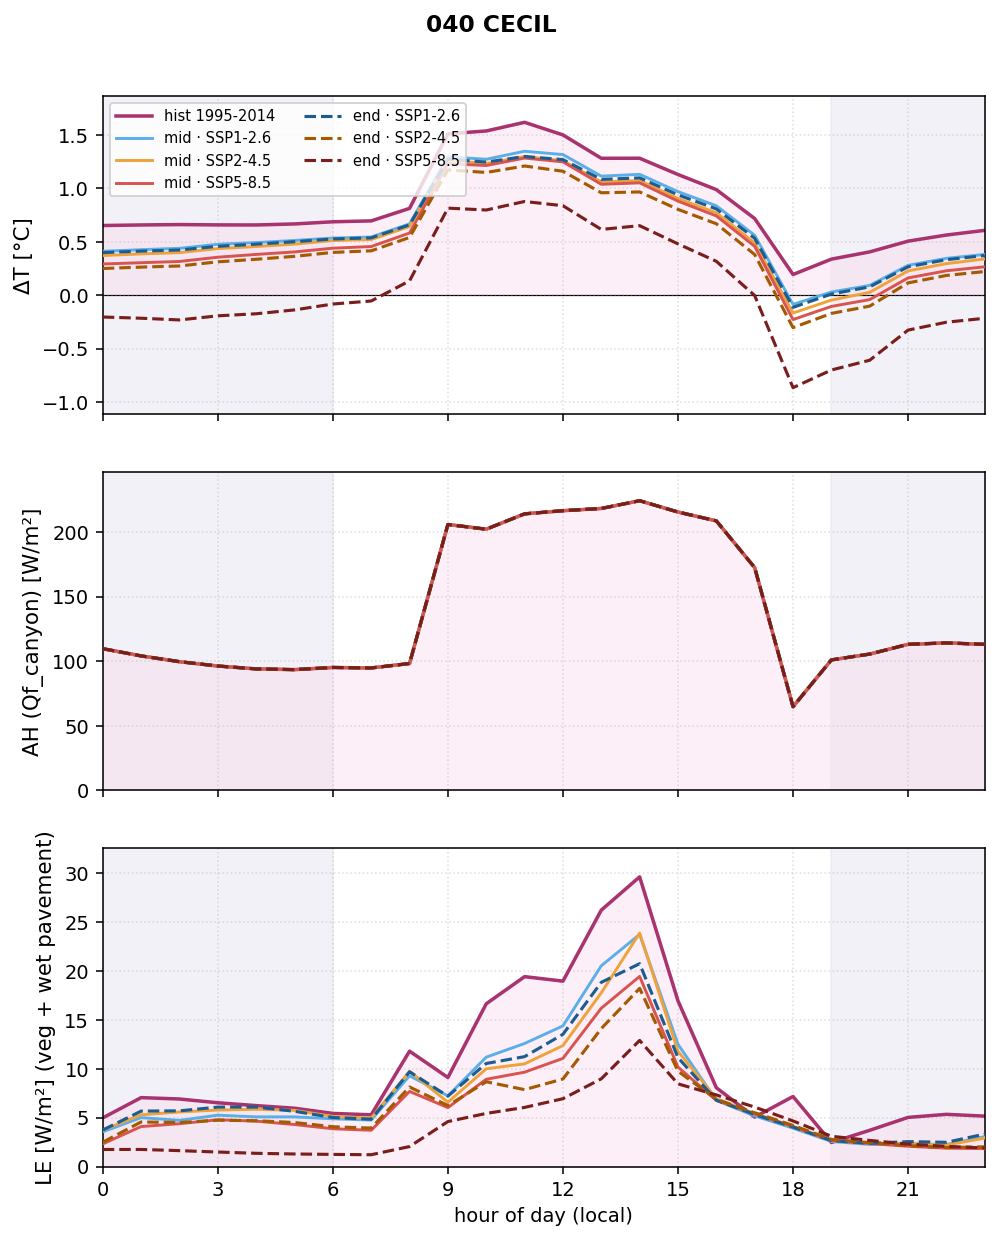 040 CECIL
hist 1995-2014
mid · SSP1-2.6
mid · SSP2-4.5
mid · SSP5-8.5
end · SSP1-2.6
end · SSP2-4.5
end · SSP5-8.5
ΔT [°C]
1.5
1.0
0.5
0.0
−0.5
−1.0
AH (Qf_canyon) [W/m²]
200
150
100
50
0
LE [W/m²] (veg + wet pavement)
30
25
20
15
10
5
0
0 3 6 9 12 15 18 21
hour of day (local)